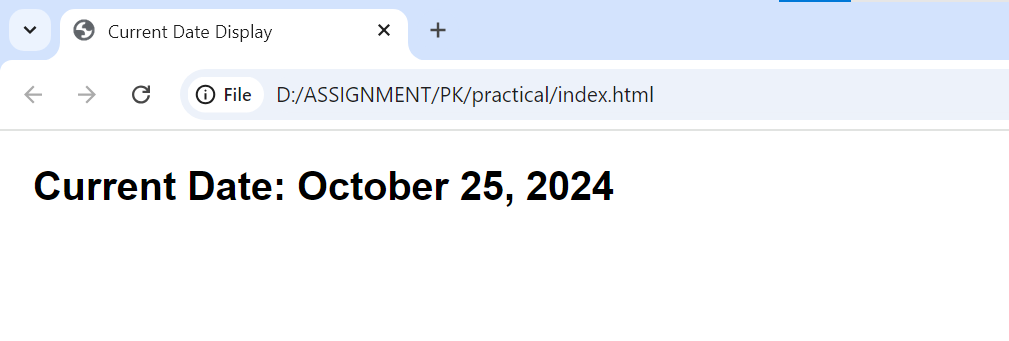 Current Date Display
File D:/ASSIGNMENT/PK/practical/index.html
Current Date: October 25, 2024